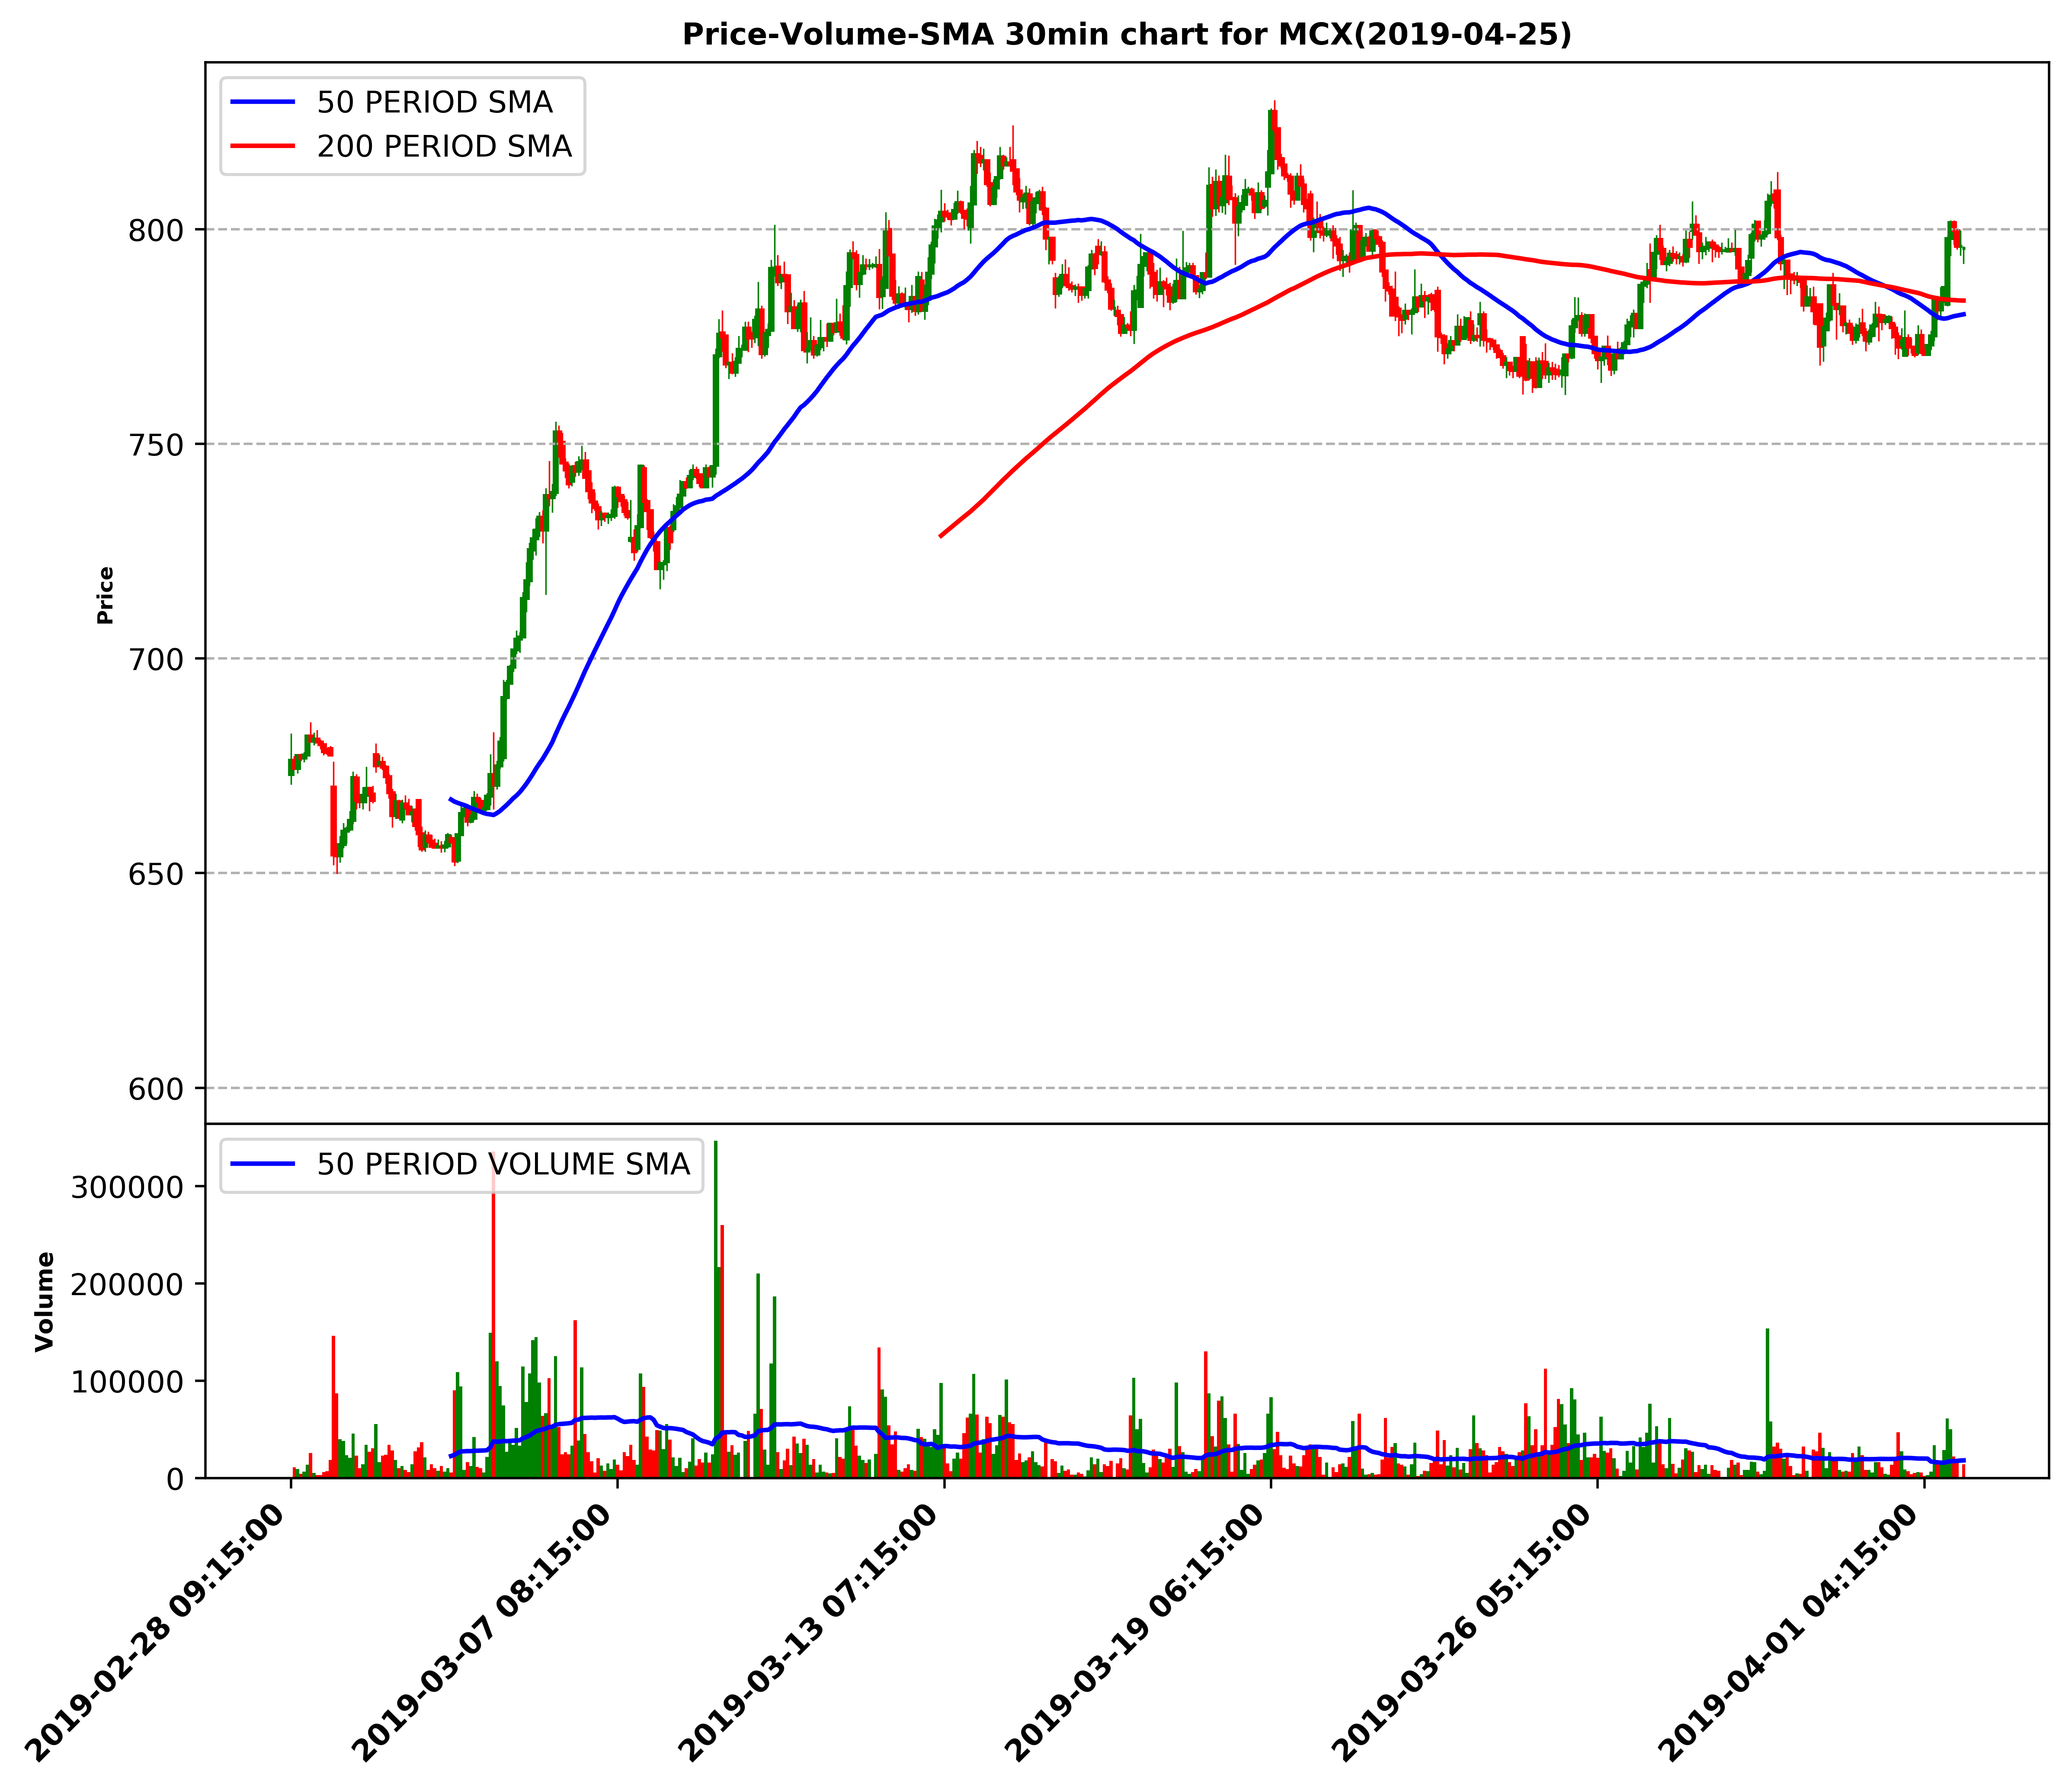 Price-Volume-SMA 30min chart for MCX(2019-04-25)
50 PERIOD SMA
200 PERIOD SMA
800
750
700
650
600
Price
50 PERIOD VOLUME SMA
300000
200000
100000
0
Volume
2019-02-28 09:15:00
2019-03-07 08:15:00
2019-03-13 07:15:00
2019-03-19 06:15:00
2019-03-26 05:15:00
2019-04-01 04:15:00